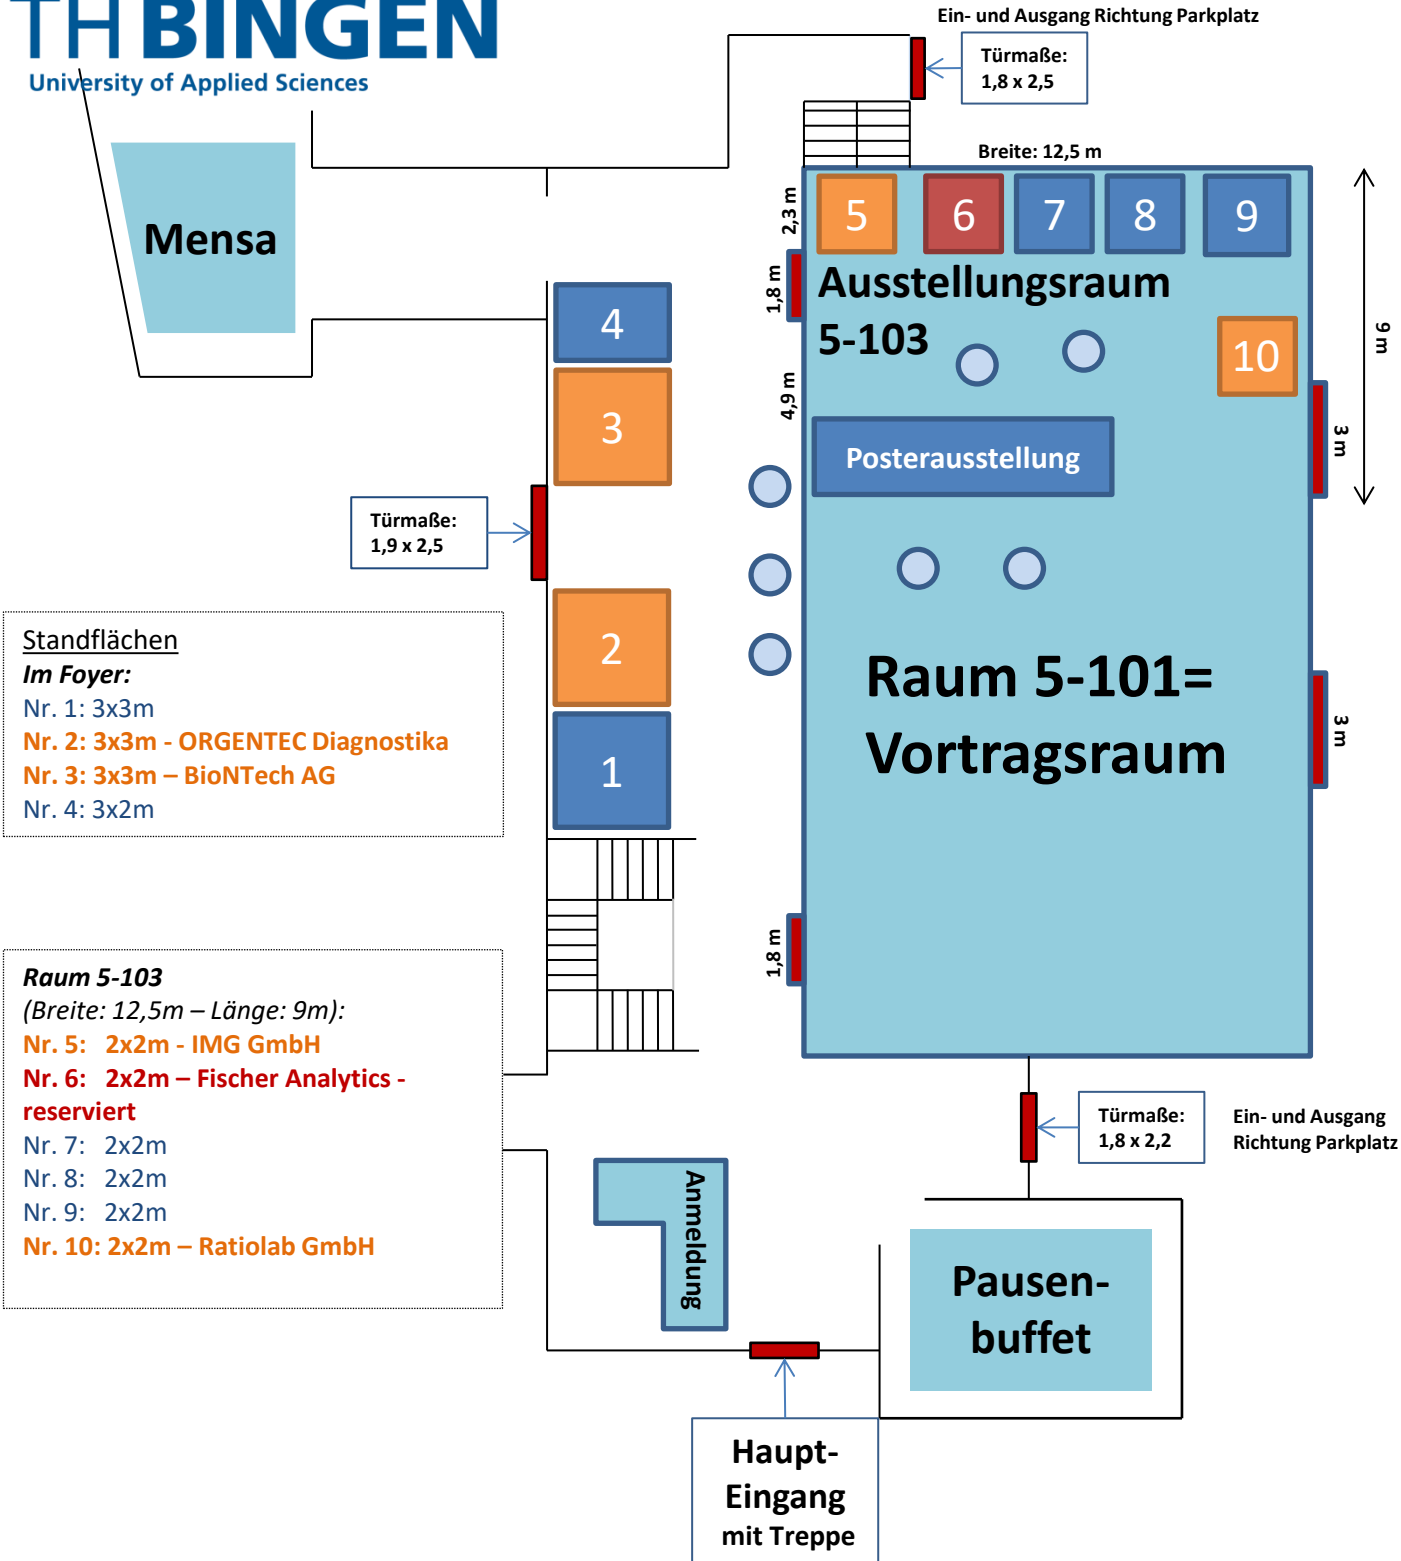 TH BINGEN
University of Applied Sciences
Ein- und Ausgang Richtung Parkplatz
Türmaße:
1,8 x 2,5
Breite: 12,5 m
Mensa
2,3 m
5
6
7
8
9
1,8 m
Ausstellungsraum
5-103
9 m
4
10
4,9 m
3
3 m
Posterausstellung
Türmaße:
1,9 x 2,5
2
Raum 5-101=
Vortragsraum
3 m
1
Standflächen
Im Foyer:
Nr. 1: 3x3m
Nr. 2: 3x3m - ORGENTEC Diagnostika
Nr. 3: 3x3m – BioNTech AG
Nr. 4: 3x2m
1,8 m
Raum 5-103
(Breite: 12,5m – Länge: 9m):
Nr. 5: 2x2m - IMG GmbH
Nr. 6: 2x2m – Fischer Analytics -
reserviert
Nr. 7: 2x2m
Nr. 8: 2x2m
Nr. 9: 2x2m
Nr. 10: 2x2m – Ratiolab GmbH
Türmaße:
1,8 x 2,2
Ein- und Ausgang
Richtung Parkplatz
Anmeldung
Pausen-
buffet
Haupt-
Eingang
mit Treppe